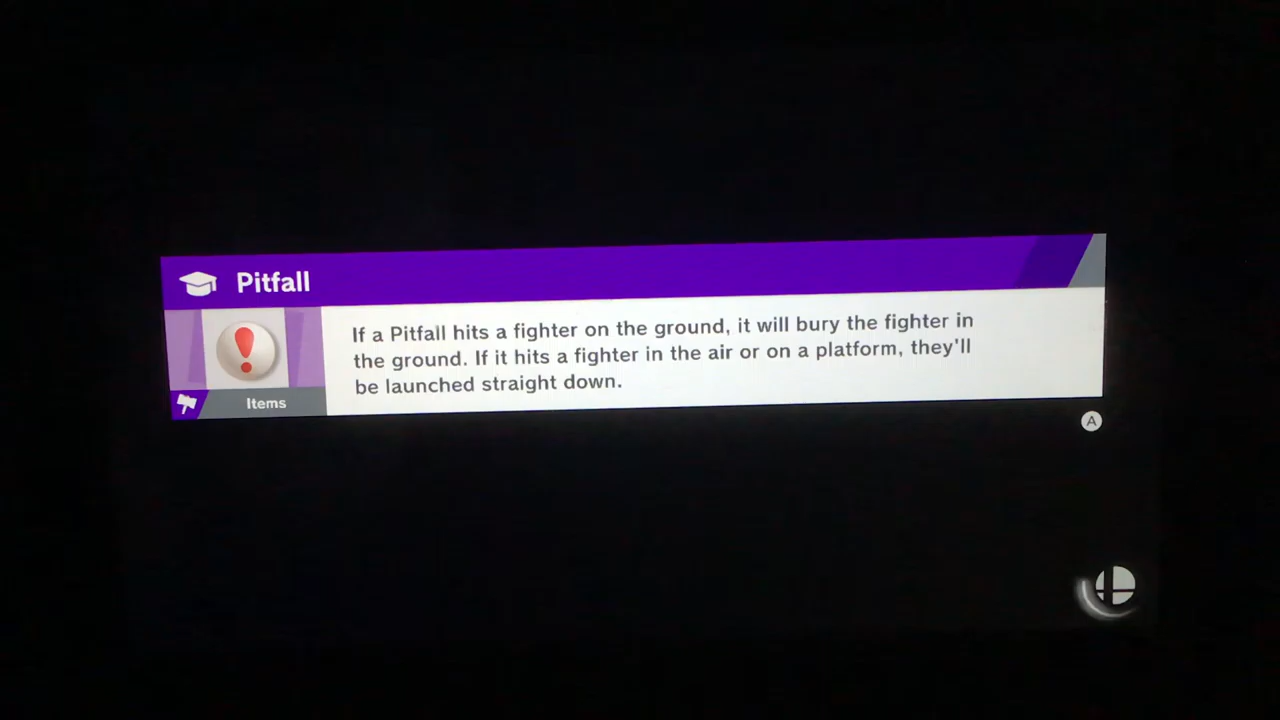 Pitfall
If a Pitfall hits a fighter on the ground, it will bury the fighter in
the ground. If it hits a fighter in the air or on a platform, they'll
be launched straight down.
Items
A